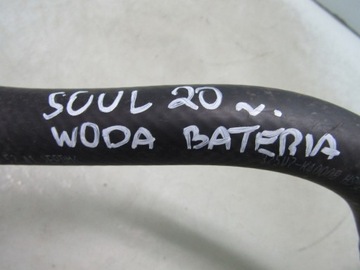 SOUL 20 ~.
WODA BATERIA